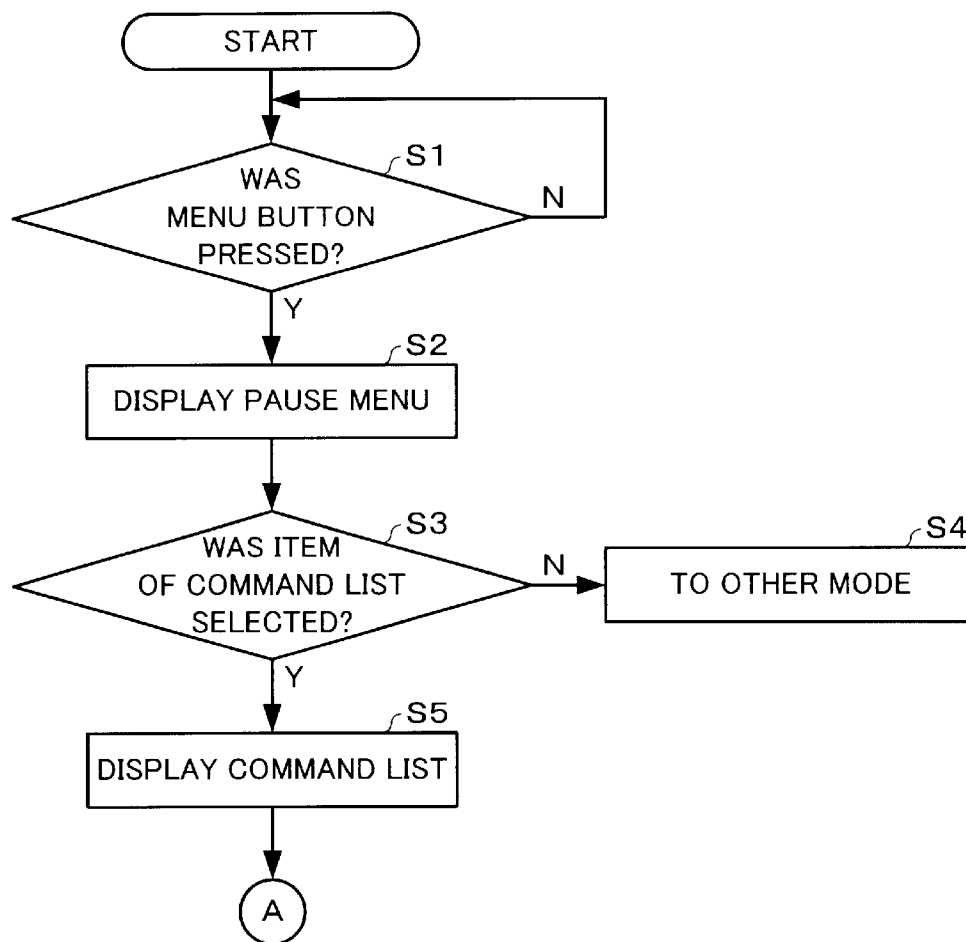 START
S1
WAS
MENU BUTTON
PRESSED?
N
Y
S2
DISPLAY PAUSE MENU
S3
WAS ITEM
OF COMMAND LIST
SELECTED?
N
S4
TO OTHER MODE
Y
S5
DISPLAY COMMAND LIST
A